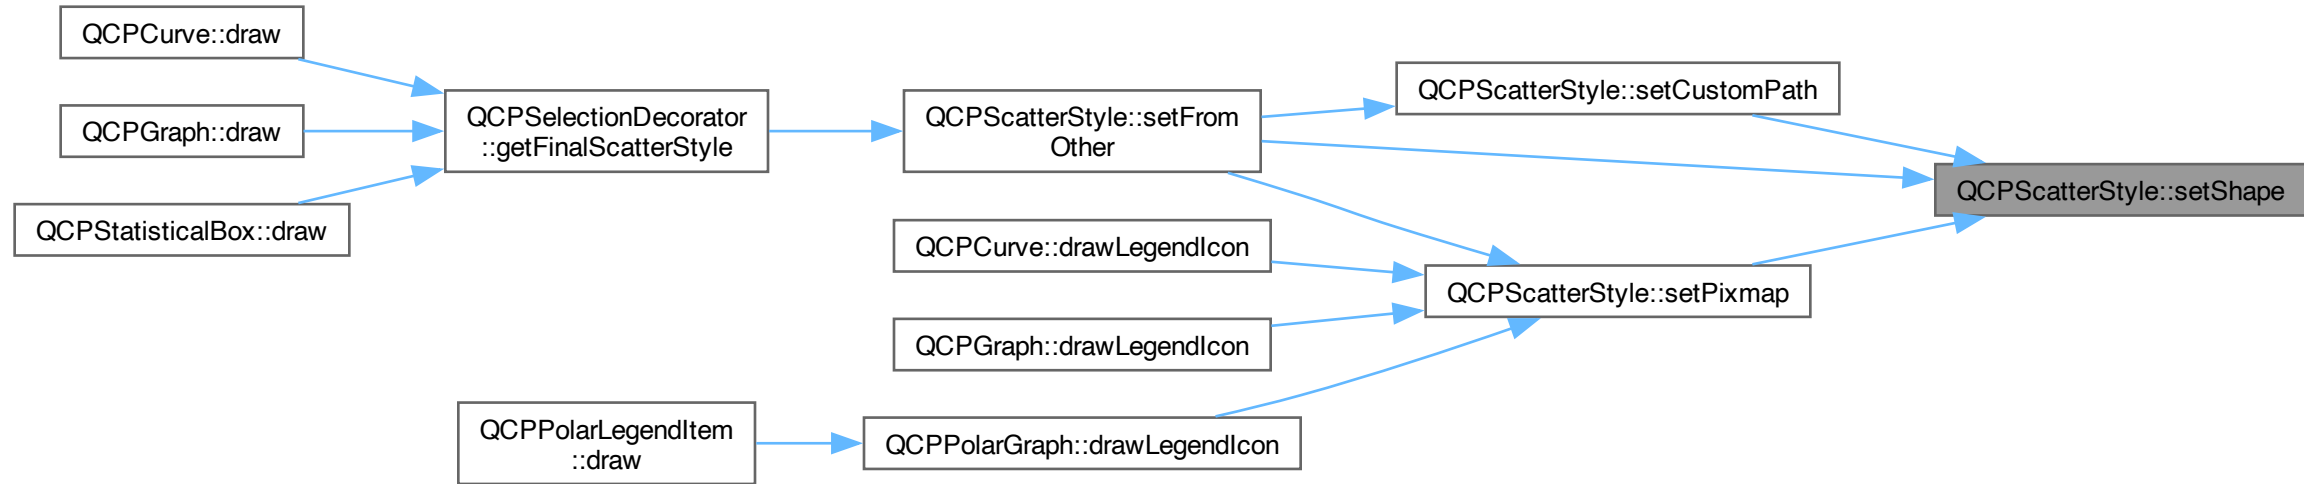 QCPCurve::draw
QCPGraph::draw
QCPStatisticalBox::draw
QCPSelectionDecorator
::getFinalScatterStyle
QCPScatterStyle::setFrom
Other
QCPScatterStyle::setCustomPath
QCPScatterStyle::setShape
QCPCurve::drawLegendIcon
QCPGraph::drawLegendIcon
QCPScatterStyle::setPixmap
QCPPolarLegendItem
::draw
QCPPolarGraph::drawLegendIcon